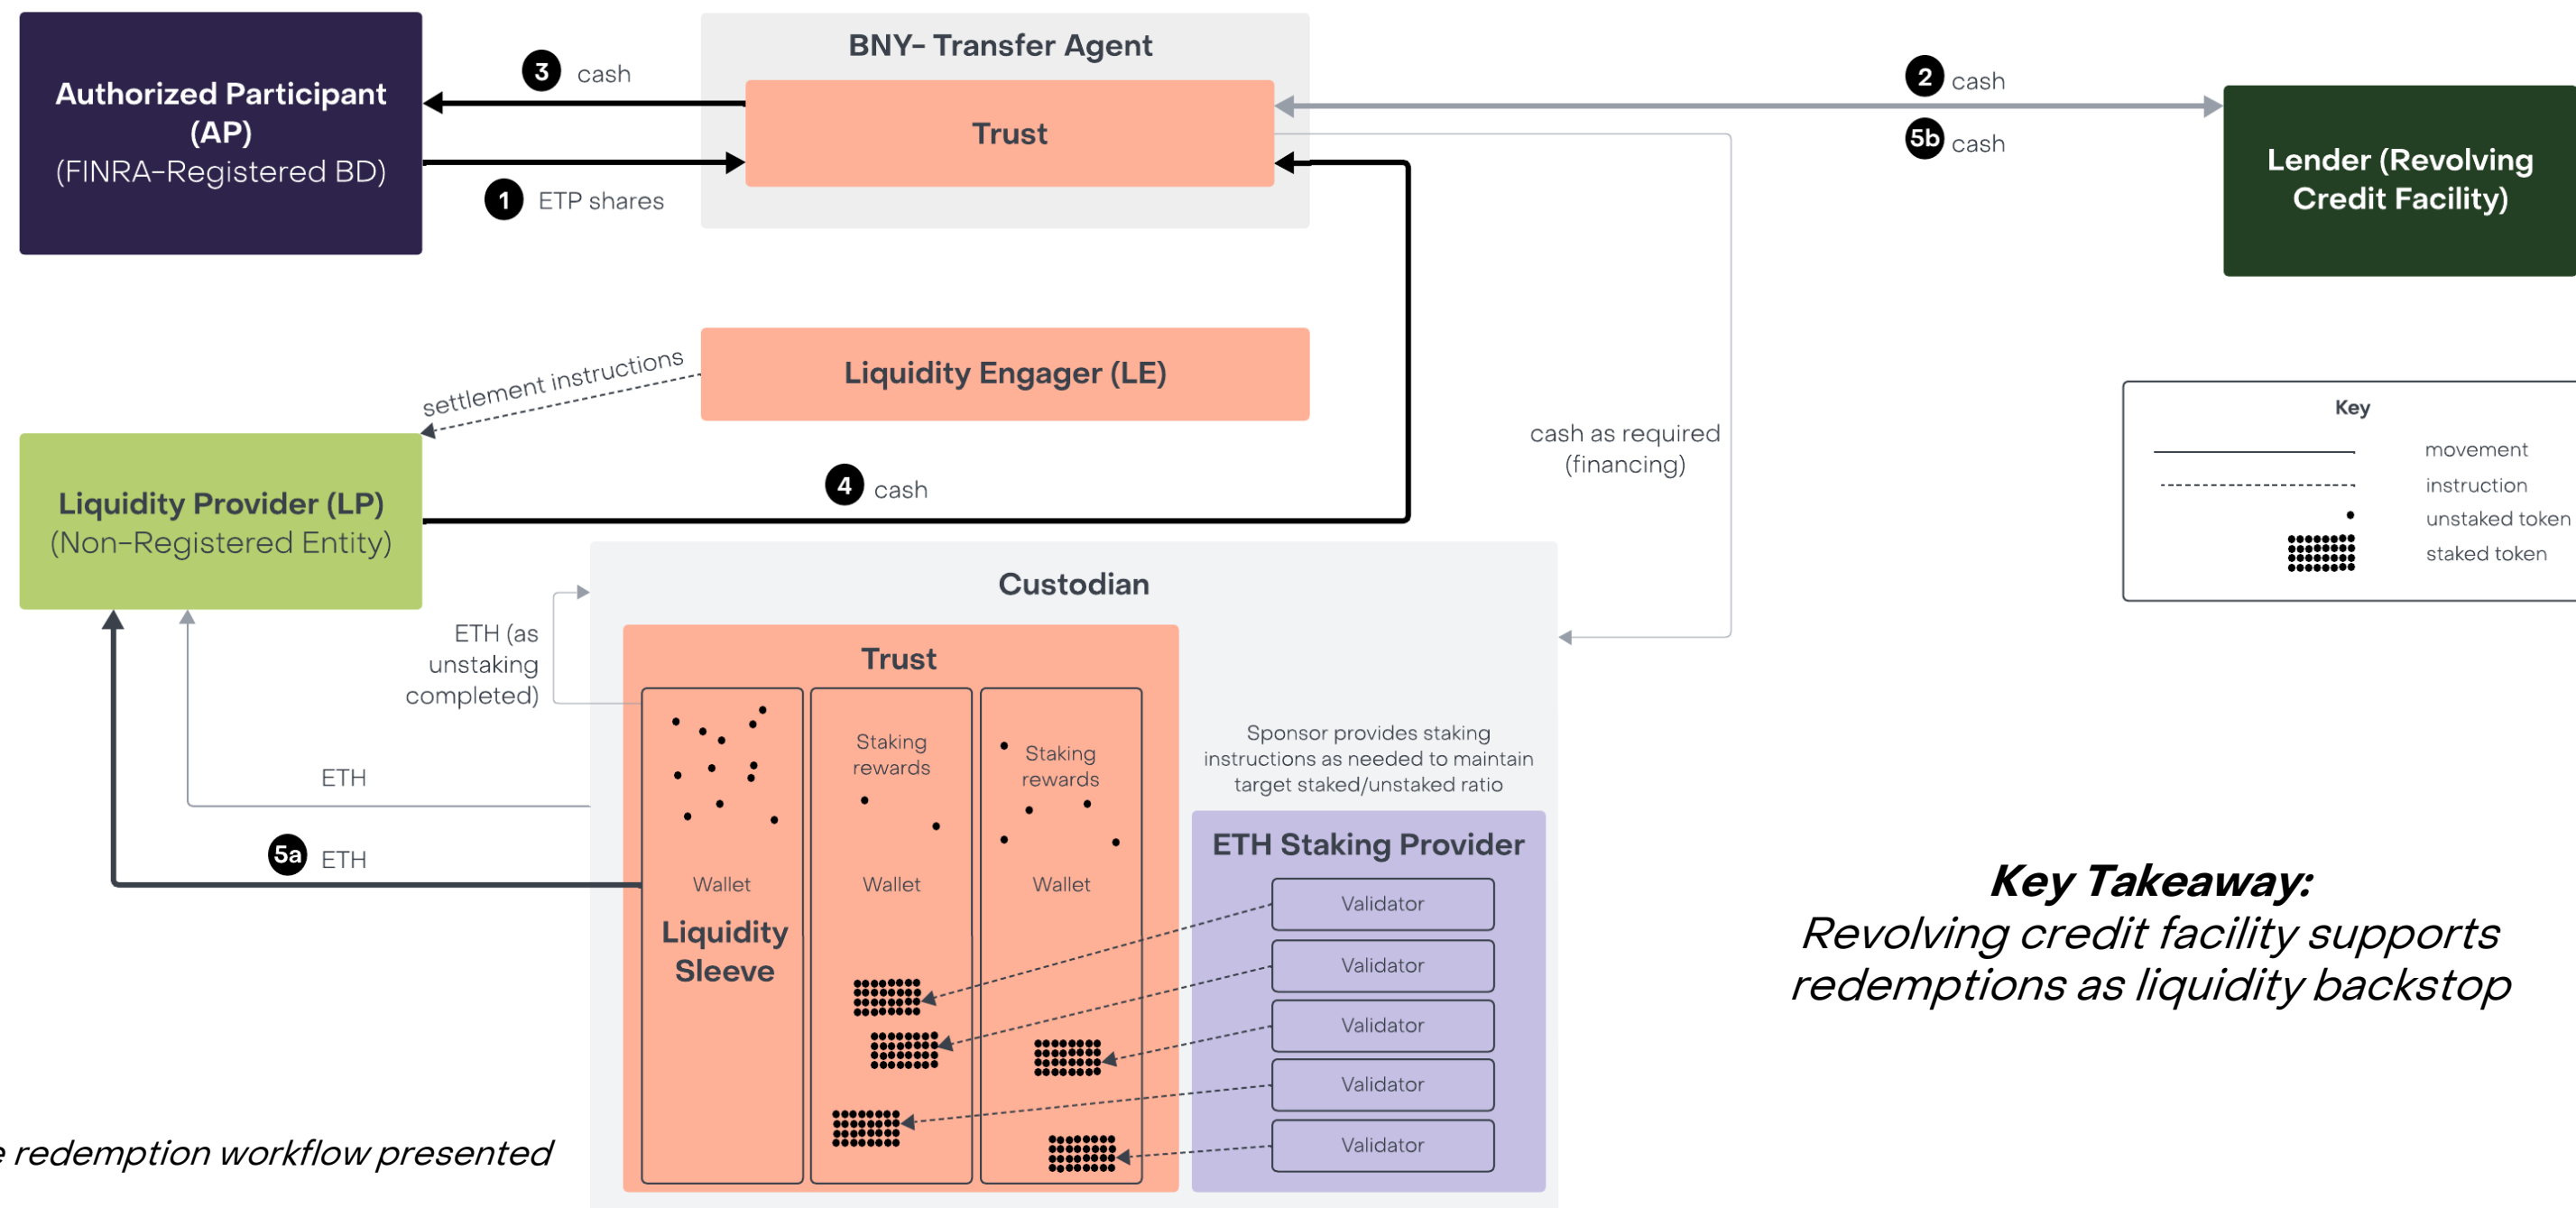 BNY- Transfer Agent
Authorized Participant
(AP)
(FINRA-Registered BD)
3 cash
1 ETP shares
Trust
2 cash
5b cash
Lender (Revolving
Credit Facility)
Liquidity Engager (LE)
settlement instructions
Liquidity Provider (LP)
(Non-Registered Entity)
4 cash
cash as required
(financing)
Key
movement
instruction
unstaked token
staked token
Custodian
ETH (as
unstaking
completed)
ETH
5a ETH
Trust
Wallet
Liquidity
Sleeve
Staking
rewards
Wallet
Staking
rewards
Wallet
Sponsor provides staking
instructions as needed to maintain
target staked/unstaked ratio
ETH Staking Provider
Validator
Validator
Validator
Validator
Validator
Key Takeaway:
Revolving credit facility supports
redemptions as liquidity backstop
redemption workflow presented